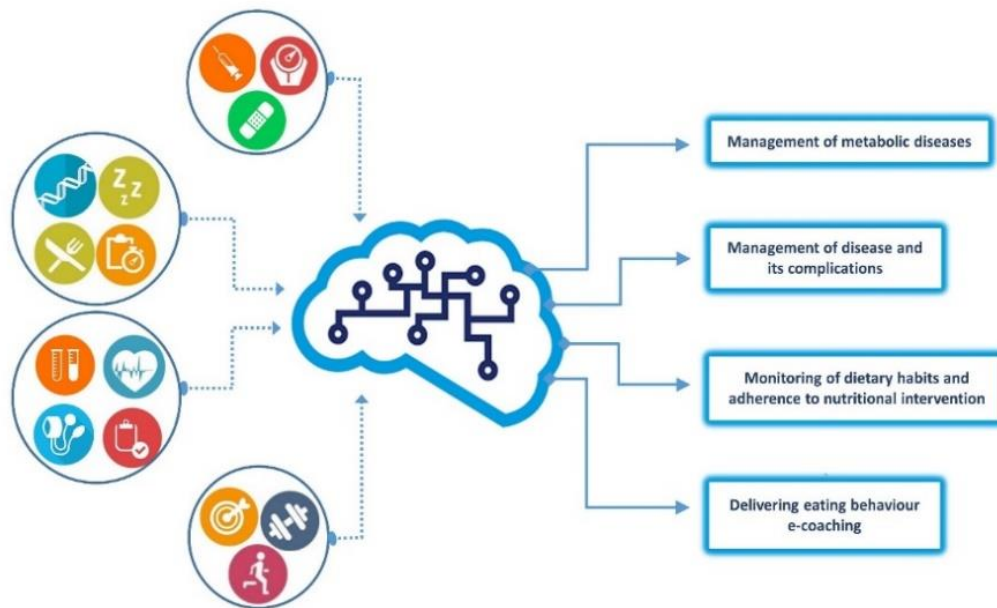 Z
Z
z
Management of metabolic diseases
Management of disease and
its complications
Monitoring of dietary habits and
adherence to nutritional intervention
Delivering eating behaviour
e-coaching